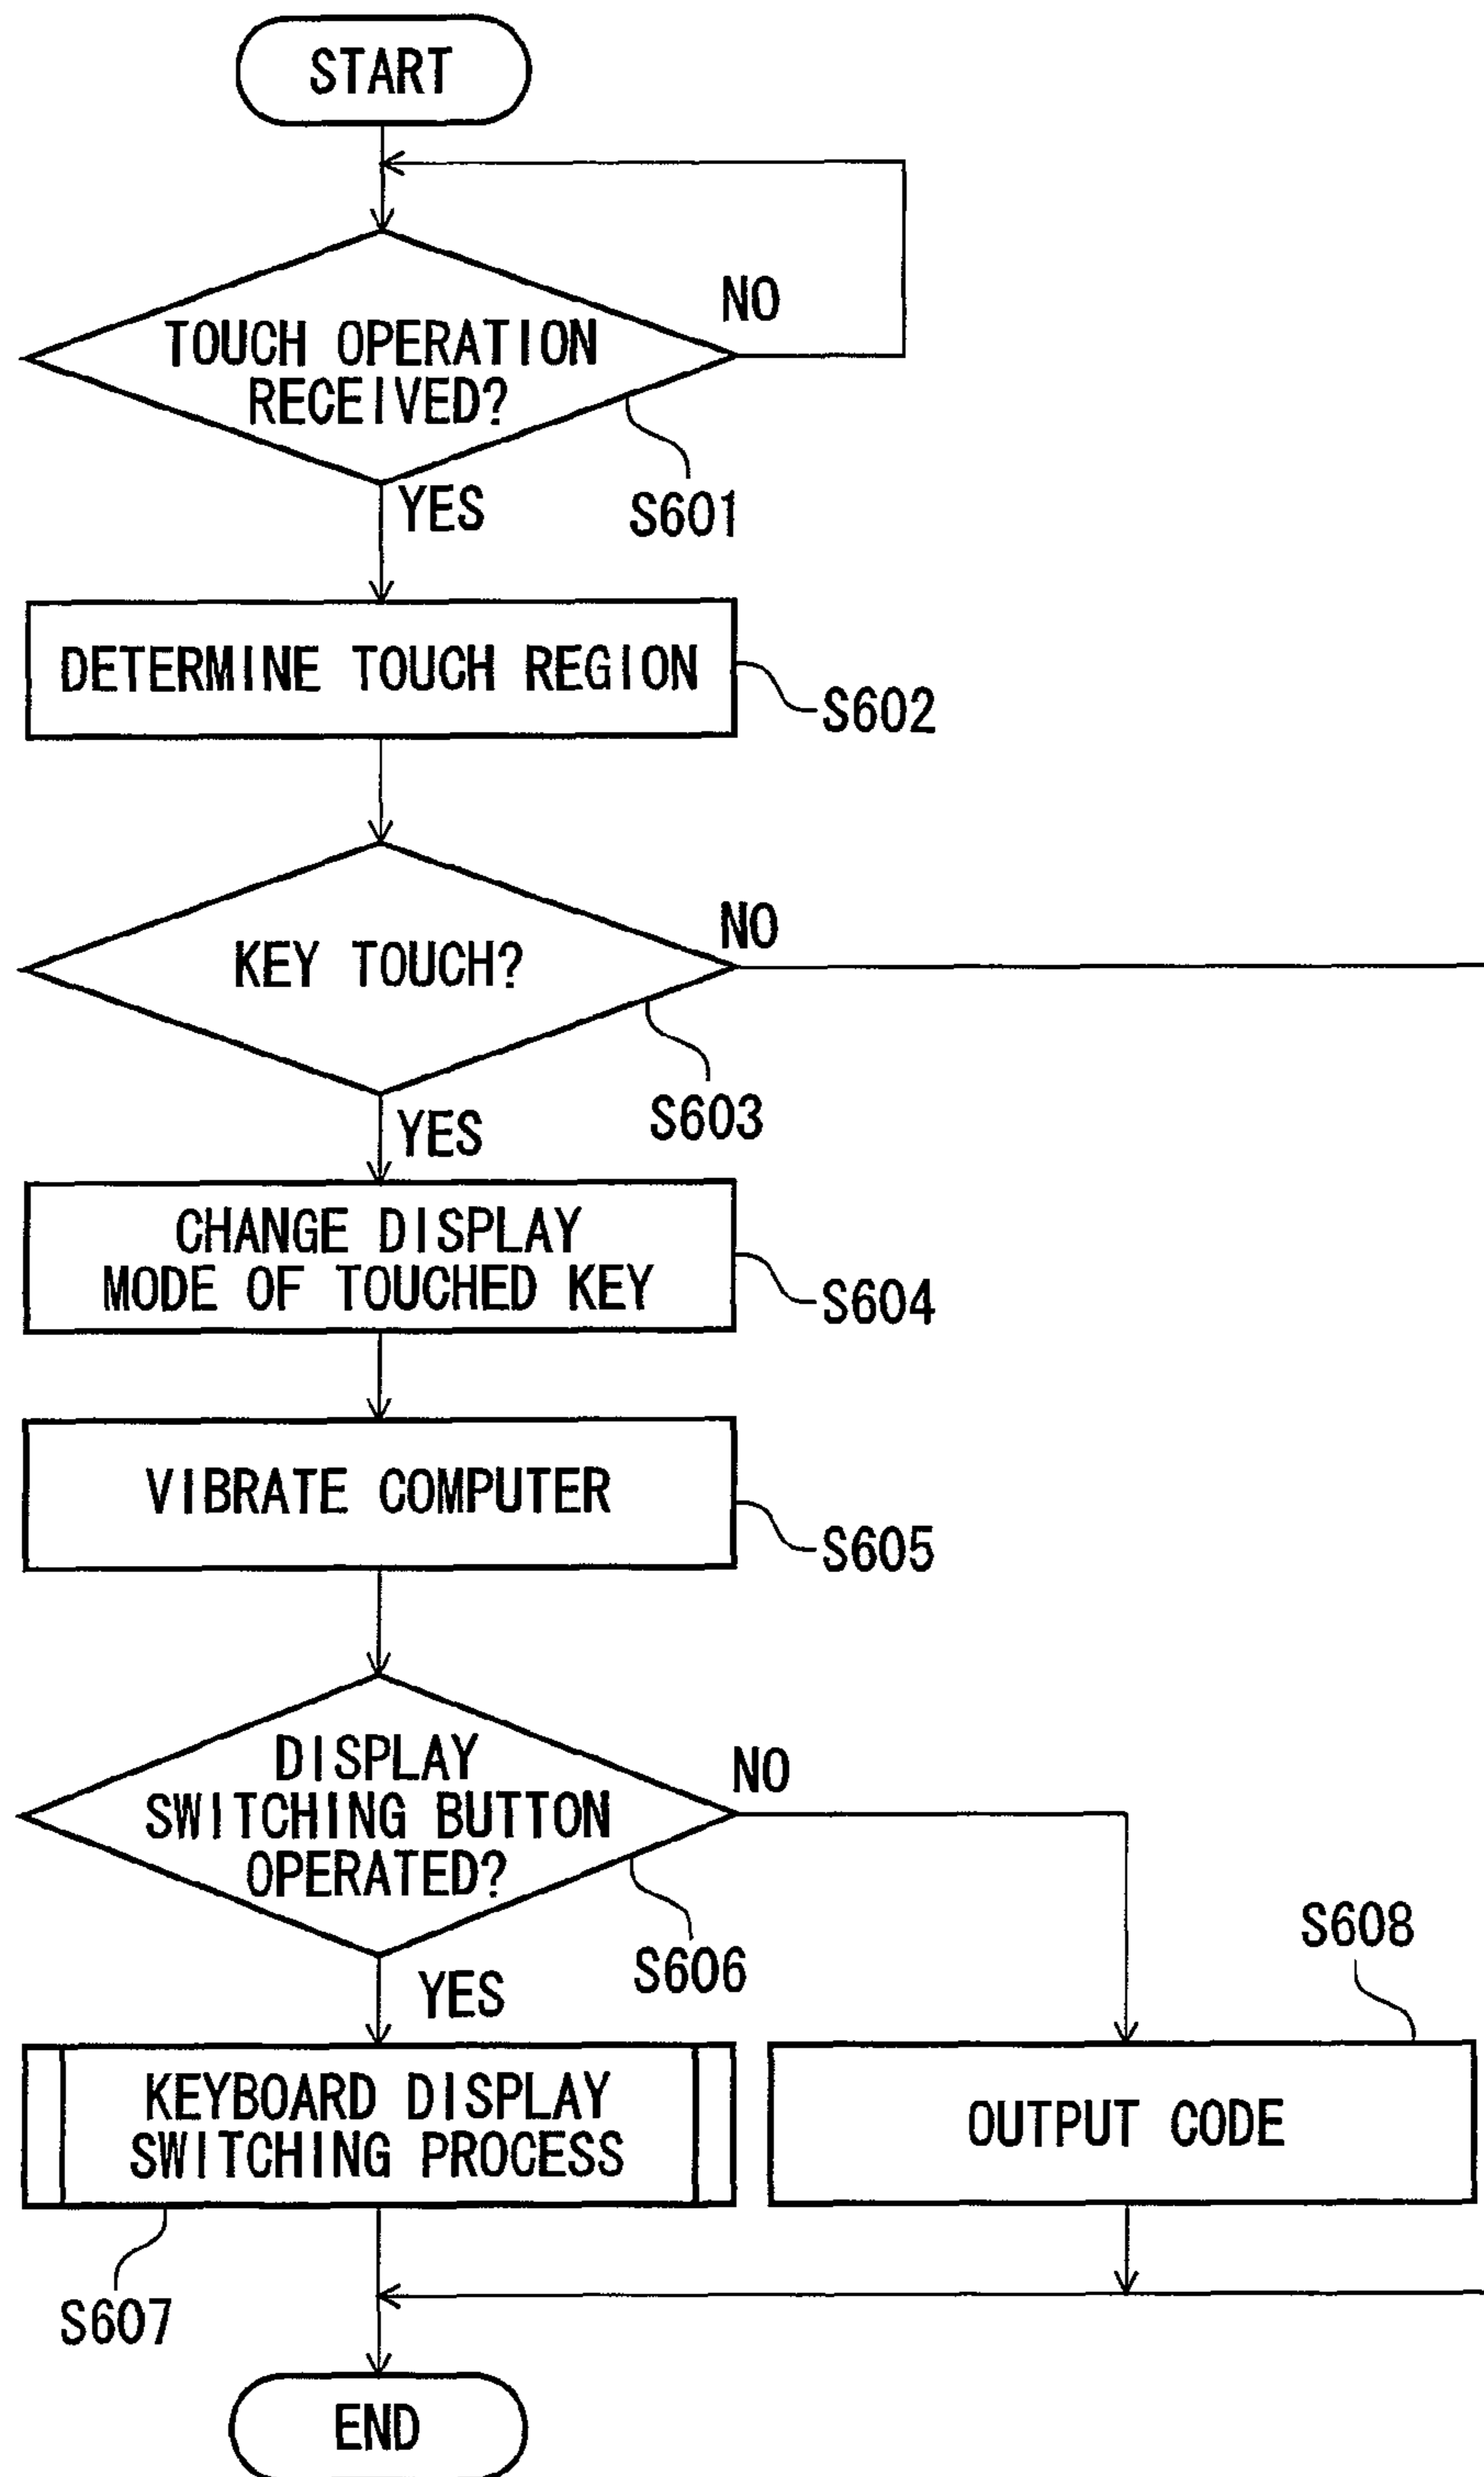 START
NO
TOUCH OPERATION
RECEIVED?
YES
S601
DETERMINE TOUCH REGION
S602
NO
KEY TOUCH?
S603
YES
CHANGE DISPLAY
MODE OF TOUCHED KEY
S604
VIBRATE COMPUTER
S605
DISPLAY
SWITCHING BUTTON
OPERATED?
NO
S606
YES
S608
KEYBOARD DISPLAY
SWITCHING PROCESS
OUTPUT CODE
S607
END